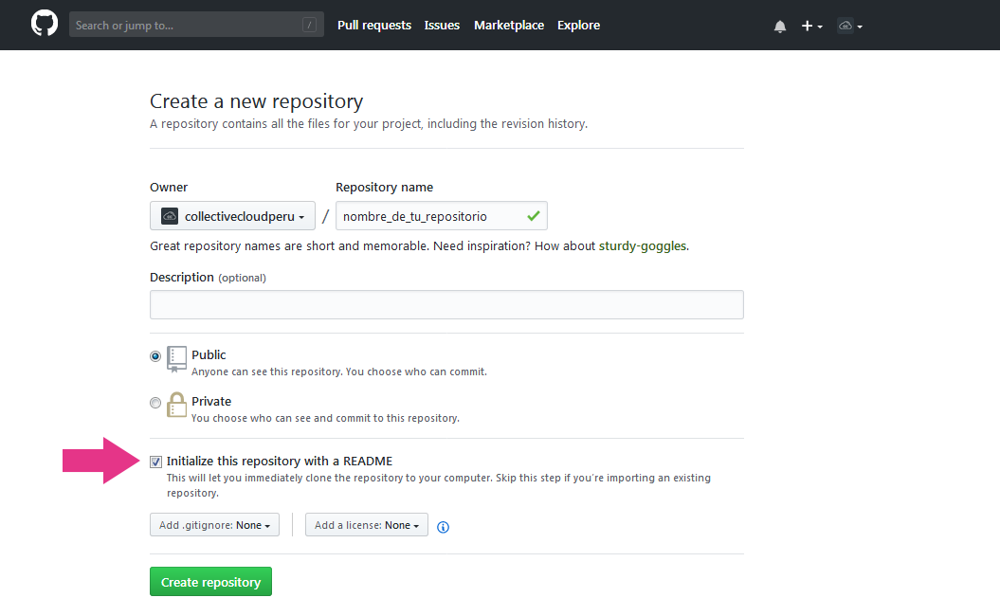 Search or jump to... / Pull requests Issues Marketplace Explore
Create a new repository
A repository contains all the files for your project, including the revision history.
Owner Repository name
collectivecloudperu / nombre_de_tu_repositorio
Great repository names are short and memorable. Need inspiration? How about sturdy-goggles.
Description (optional)
Public
Anyone can see this repository. You choose who can commit.
Private
You choose who can see and commit to this repository.
Initialize this repository with a README
This will let you immediately clone the repository to your computer. Skip this step if you're importing an existing
repository.
Add .gitignore: None Add a license: None
Create repository